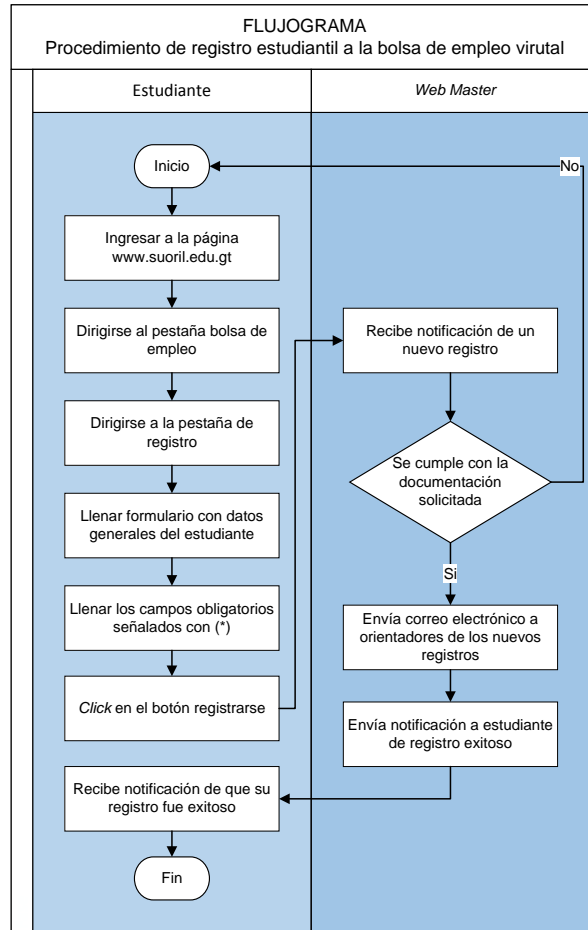 FLUJOGRAMA
Procedimiento de registro estudiantil a la bolsa de empleo virutal
Estudiante
Web Master
Inicio
No
Ingresar a la página
www.suoril.edu.gt
Dirigirse al pestaña bolsa de
empleo
Recibe notificación de un
nuevo registro
Dirigirse a la pestaña de
registro
Se cumple con la
documentación
solicitada
Llenar formulario con datos
generales del estudiante
Si
Llenar los campos obligatorios
señalados con (*)
Envía correo electrónico a
orientadores de los nuevos
registros
Click en el botón registrarse
Envía notificación a estudiante
de registro exitoso
Recibe notificación de que su
registro fue exitoso
Fin